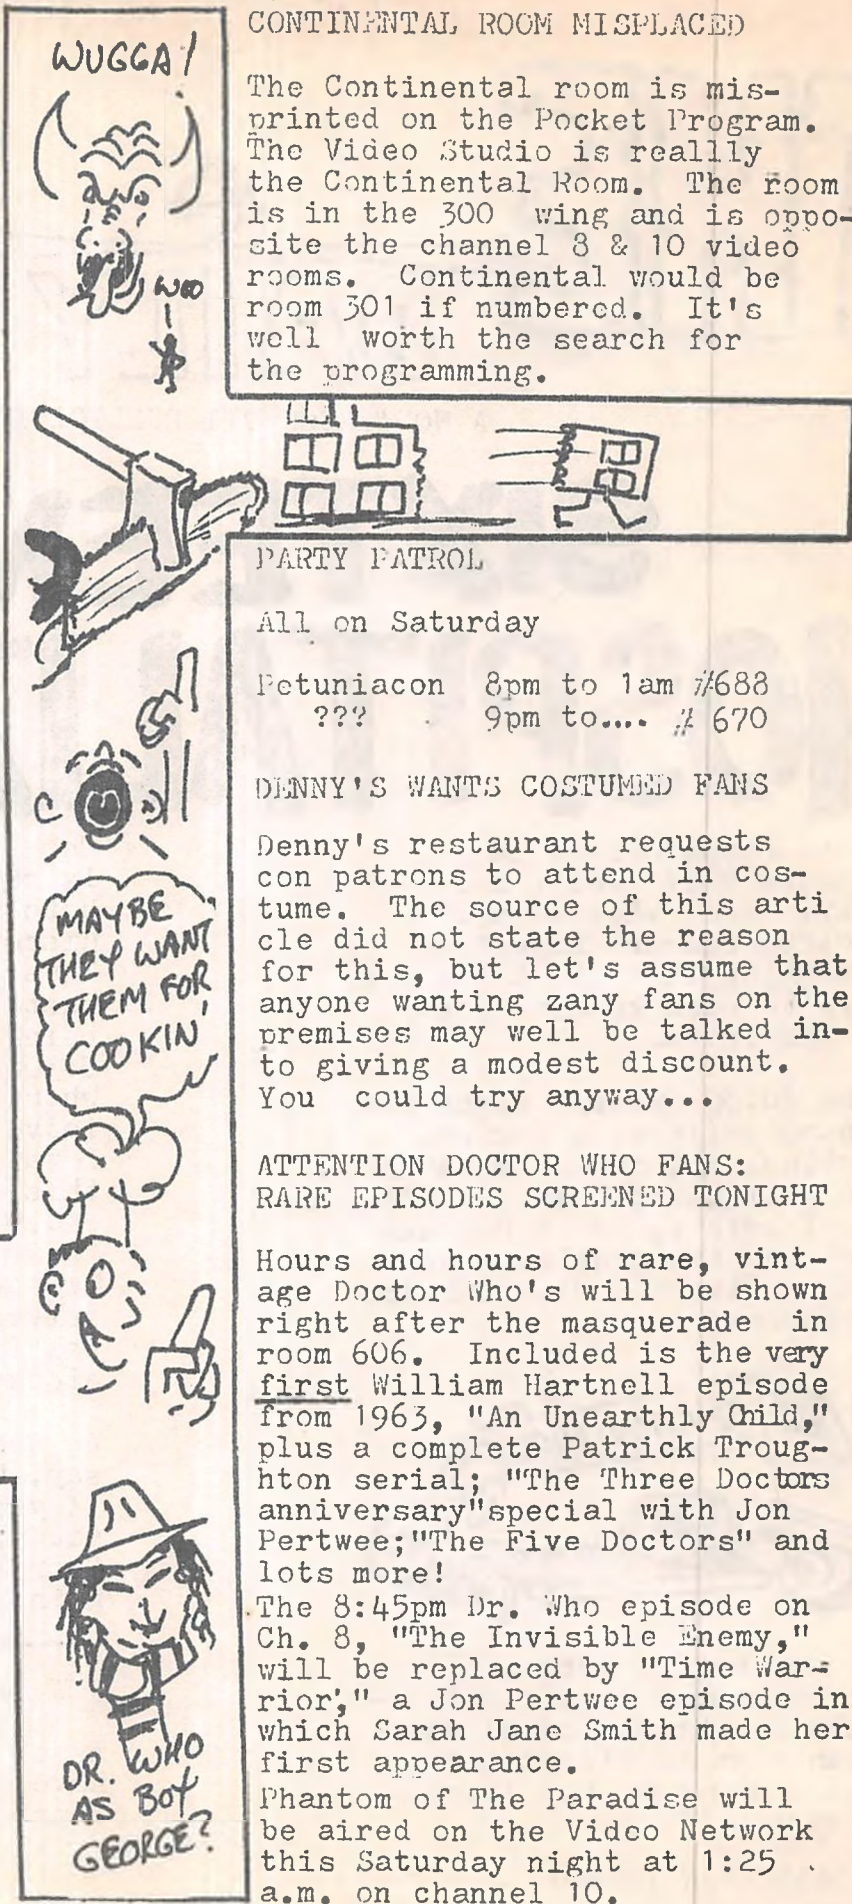 WUGGA!
WOO
CONTINENTAL ROOM MISPLACED
The Continental room is mis-
printed on the Pocket Program.
The Video Studio is reallly
the Continental Room. The room
is in the 300 wing and is oppo-
site the channel 8 & 10 video
rooms. Continental would be
room 301 if numbered. It's
well worth the search for
the programming.
PARTY PATROL
All on Saturday
Petuniacon 8pm to 1am #688
??? 9pm to.... # 670
DENNY'S WANTS COSTUMED FANS
Denny's restaurant requests
con patrons to attend in cos-
tume. The source of this arti
cle did not state the reason
for this, but let's assume that
anyone wanting zany fans on the
premises may well be talked in-
to giving a modest discount.
You could try anyway...
MAYBE
THEY WANT
THEM FOR
COOKIN'
ATTENTION DOCTOR WHO FANS:
RARE EPISODES SCREENED TONIGHT
Hours and hours of rare, vint-
age Doctor Who's will be shown
right after the masquerade in
room 606. Included is the very
first William Hartnell episode
from 1963, "An Unearthly Child,"
plus a complete Patrick Troug-
hton serial; "The Three Doctors
anniversary"special with Jon
Pertwee;"The Five Doctors" and
lots more!
The 8:45pm Dr. Who episode on
Ch. 8, "The Invisible Enemy,"
will be replaced by "Time War-
rior'," a Jon Pertwee episode in
which Sarah Jane Smith made her
first appearance.
Phantom of The Paradise will
be aired on the Video Network
this Saturday night at 1:25
a.m. on channel 10.
DR. WHO
AS BOY
GEORGE?